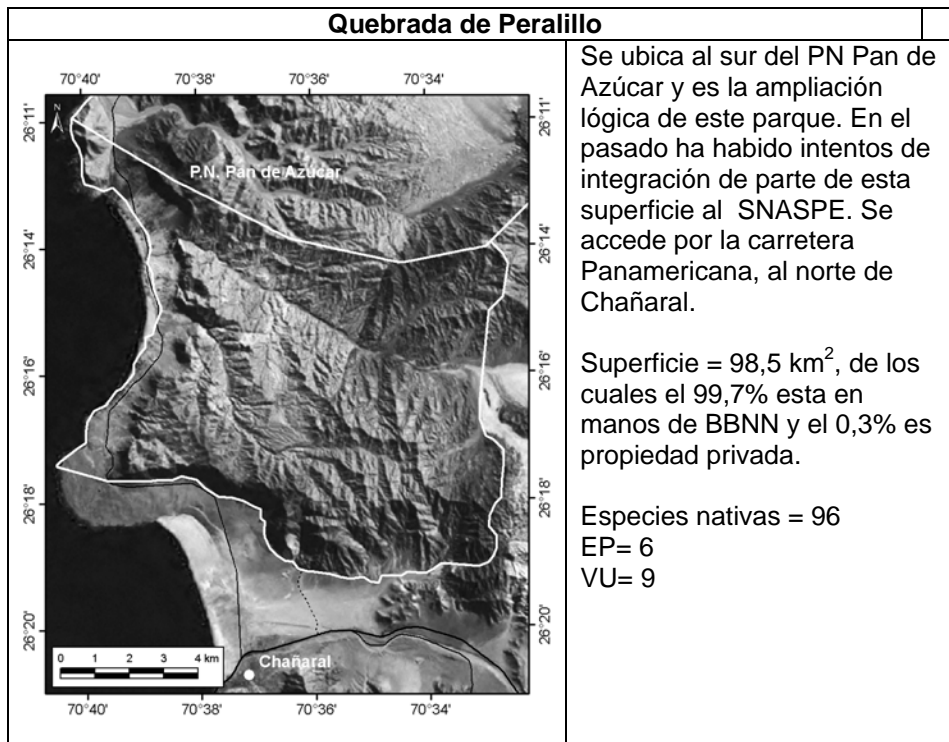 Quebrada de Peralillo
70°40' 70°38' 70°36' 70°34'
N
26°11' 26°11'
P.N. Pan de Azúcar
26°14' 26°14'
26°16' 26°16'
26°18' 26°18'
26°20' 26°20'
0 1 2 3 4 km
Chañaral
70°40' 70°38' 70°36' 70°34'
Se ubica al sur del PN Pan de
Azúcar y es la ampliación
lógica de este parque. En el
pasado ha habido intentos de
integración de parte de esta
superficie al SNASPE. Se
accede por la carretera
Panamericana, al norte de
Chañaral.
Superficie = 98,5 km², de los
cuales el 99,7% esta en
manos de BBNN y el 0,3% es
propiedad privada.
Especies nativas = 96
EP= 6
VU= 9